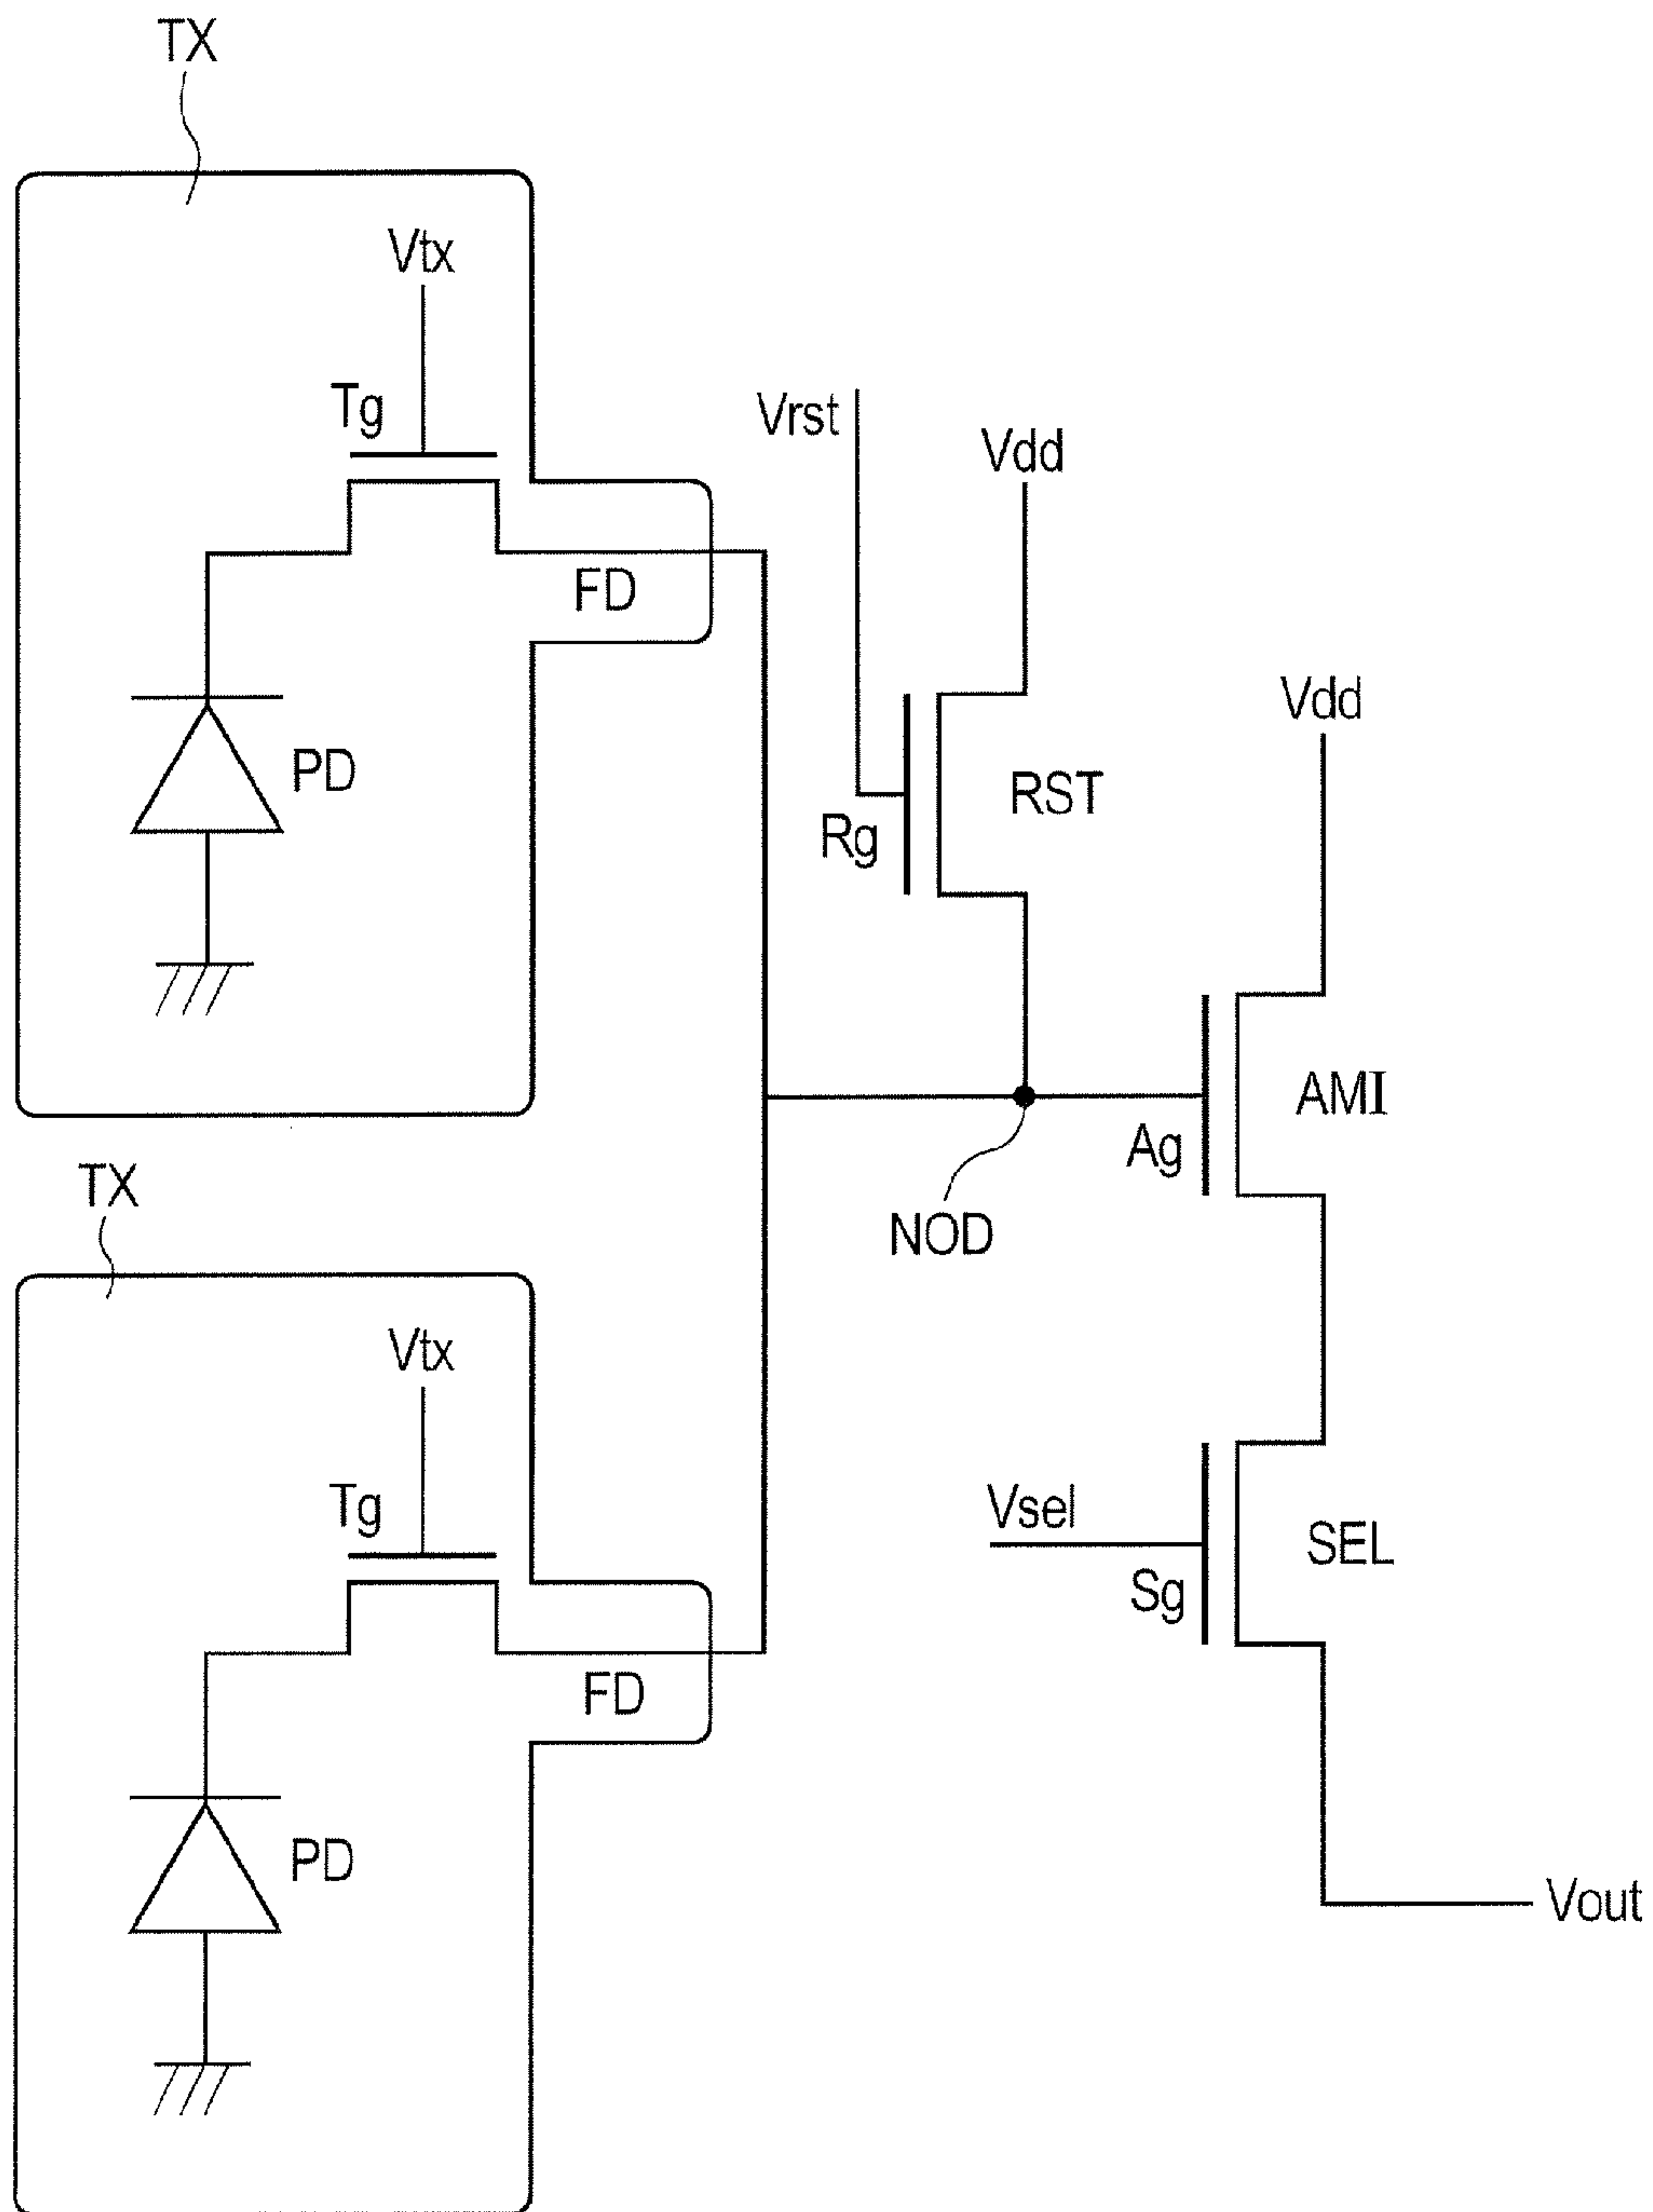 TX
Vtx
Tg
Vrst
Vdd
FD
Vdd
PD
RST
Rg
AMI
Ag
TX
NOD
Vtx
Vsel
Tg
SEL
Sg
FD
PD
Vout